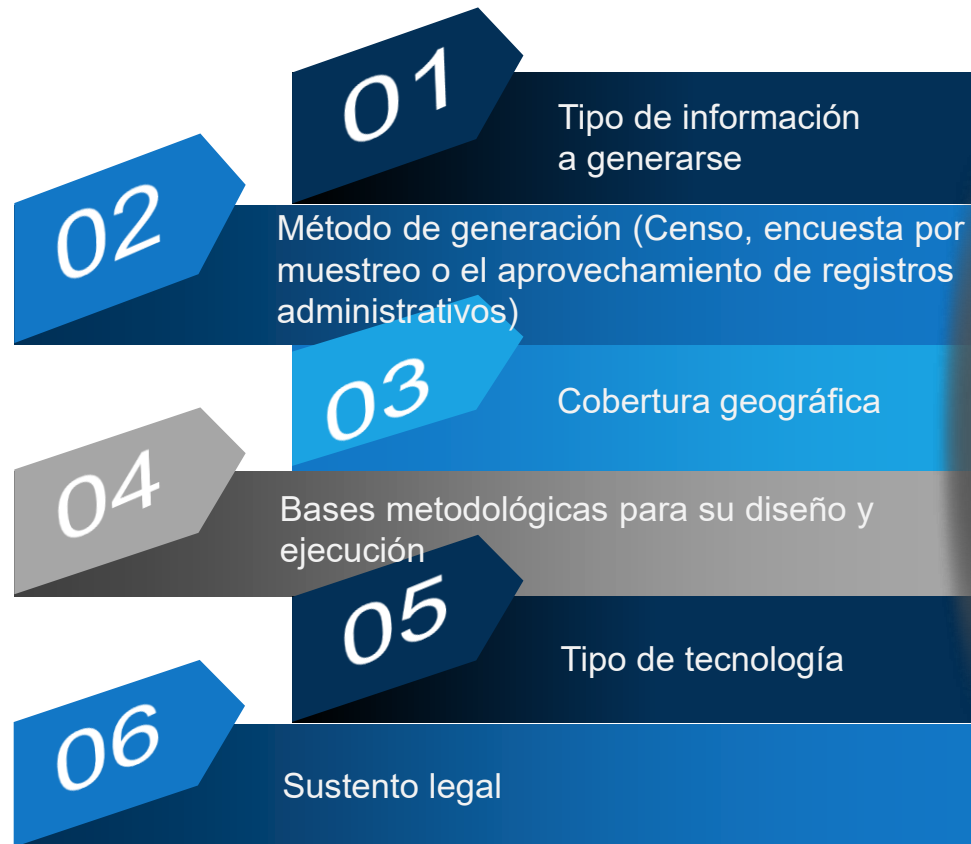 01
Tipo de información
a generarse
02
Método de generación (Censo, encuesta por
muestreo o el aprovechamiento de registros
administrativos)
03
Cobertura geográfica
04
Bases metodológicas para su diseño y
ejecución
05
Tipo de tecnología
06
Sustento legal